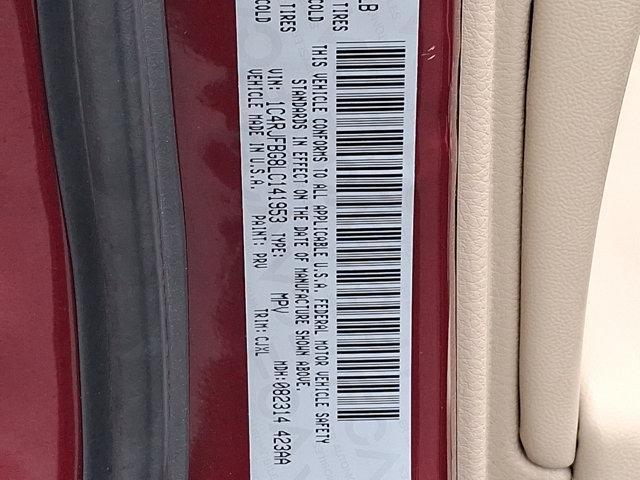 LB
TIRES COLD
TIRES COLD
THIS VEHICLE CONFORMS TO ALL APPLICABLE U.S.A. FEDERAL MOTOR VEHICLE SAFETY
STANDARDS IN EFFECT ON THE DATE OF MANUFACTURE SHOWN ABOVE.
VIN: 1C4RJFBG8LC141953 TYPE: MPV MDH:082314 423AA
VEHICLE MADE IN U.S.A. PAINT: PRV TRIM:CJXL